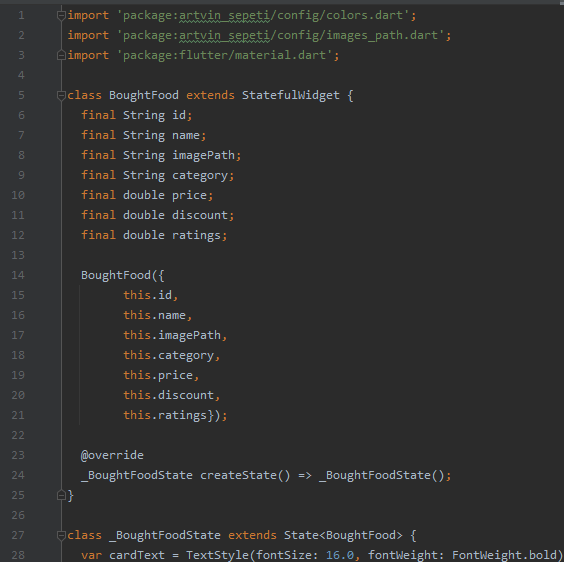 1 import 'package:artvin_sepeti/config/colors.dart';
2 import 'package:artvin_sepeti/config/images_path.dart';
3 import 'package:flutter/material.dart';
4
5 class BoughtFood extends StatefulWidget {
6 final String id;
7 final String name;
8 final String imagePath;
9 final String category;
10 final double price;
11 final double discount;
12 final double ratings;
13
14 BoughtFood({
15 this.id,
16 this.name,
17 this.imagePath,
18 this.category,
19 this.price,
20 this.discount,
21 this.ratings});
22
23 @override
24 _BoughtFoodState createState() => _BoughtFoodState();
25 }
26
27 class _BoughtFoodState extends State<BoughtFood> {
28 var cardText = TextStyle(fontSize: 16.0, fontWeight: FontWeight.bold)